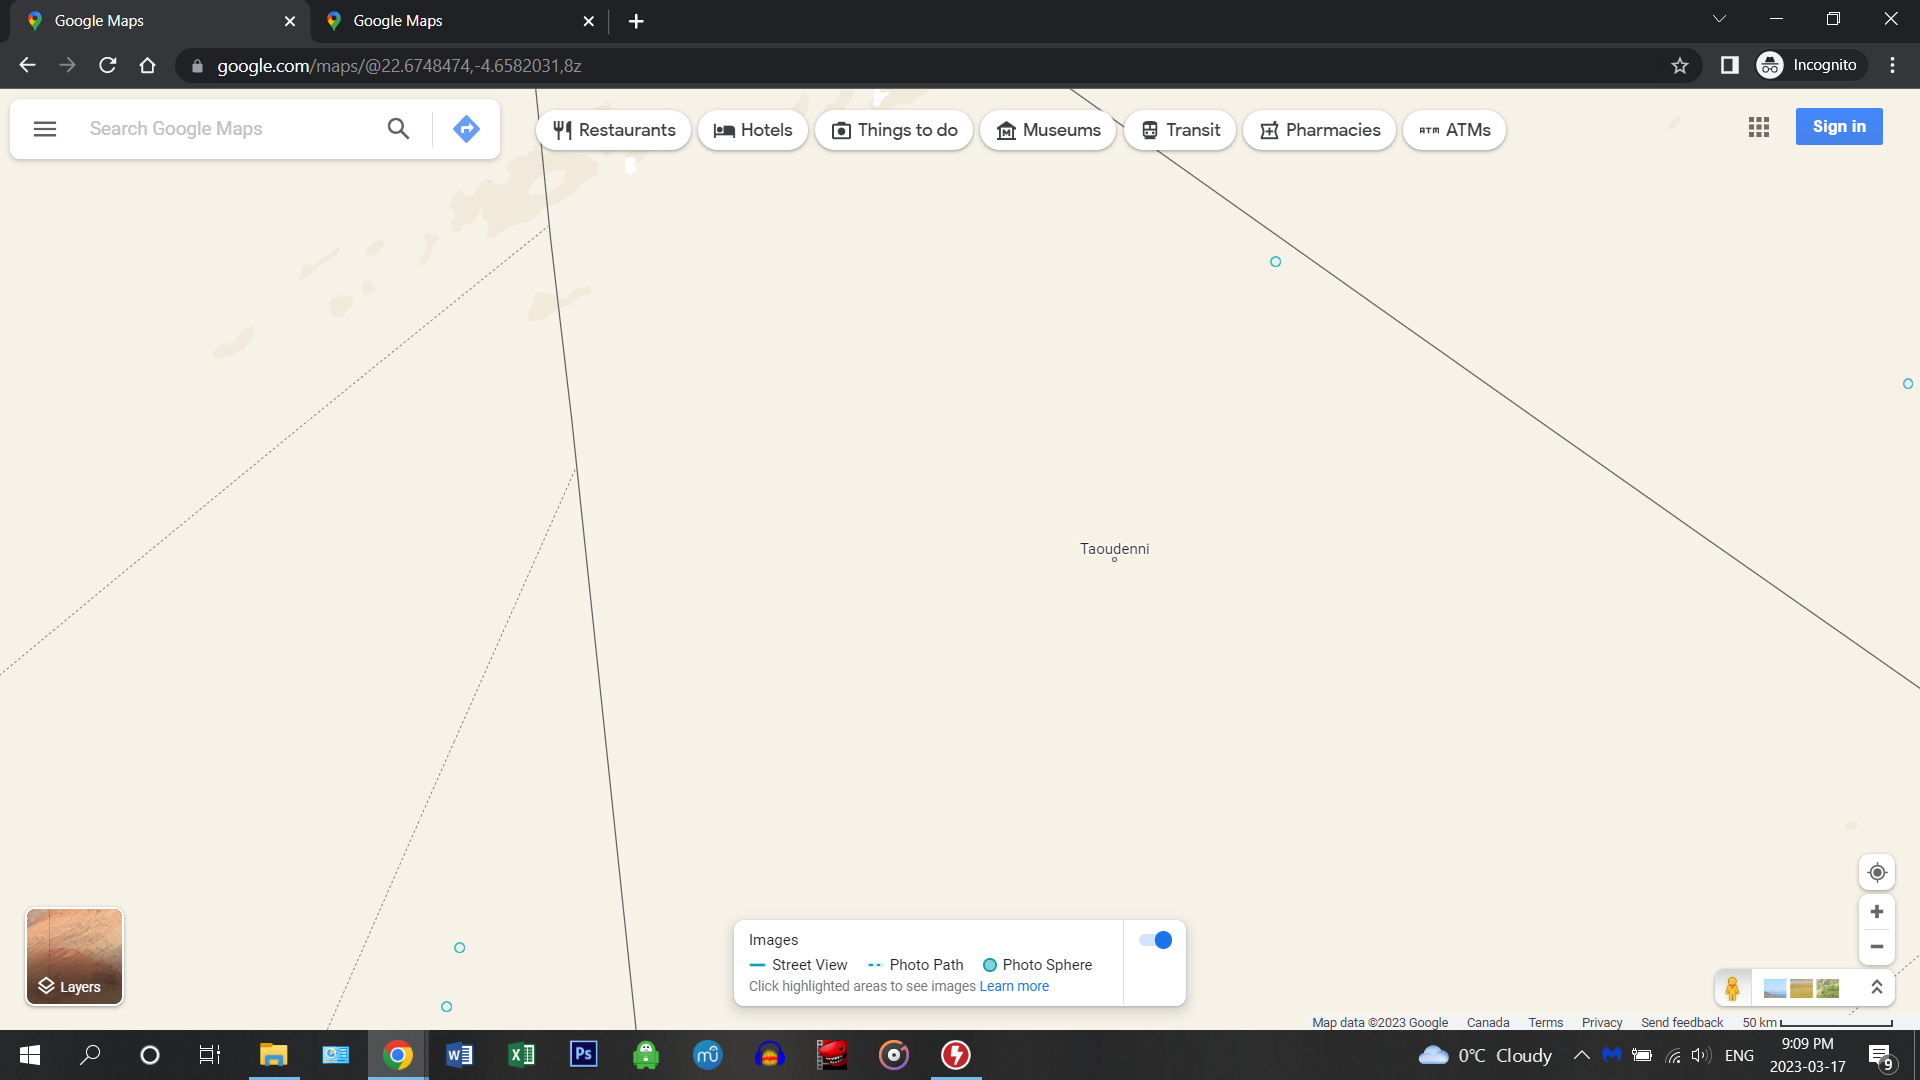 Google Maps
Google Maps
google.com/maps/@22.6748474,-4.6582031,8z
Incognito
Search Google Maps
Restaurants
Hotels
Things to do
Museums
Transit
Pharmacies
ATM ATMs
Sign in
Taoudenni
Layers
Images
Street View
Photo Path
Photo Sphere
Click highlighted areas to see images Learn more
Map data ©2023 Google
Canada
Terms
Privacy
Send feedback
50 km
W
X
Ps
mū
0°C Cloudy
ENG
9:09 PM
2023-03-17
9